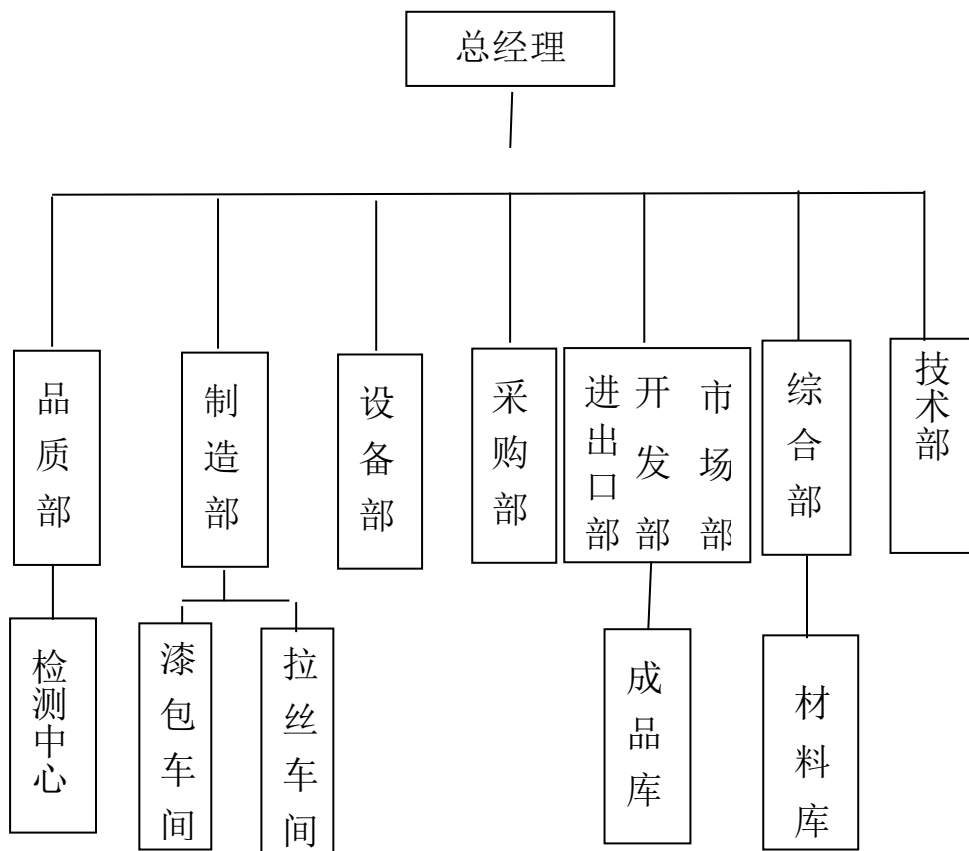 总经理
品质部
制造部
设备部
采购部
进出口部
开发部
市场部
综合部
技术部
检测中心
漆包车间
拉丝车间
成品库
材料库